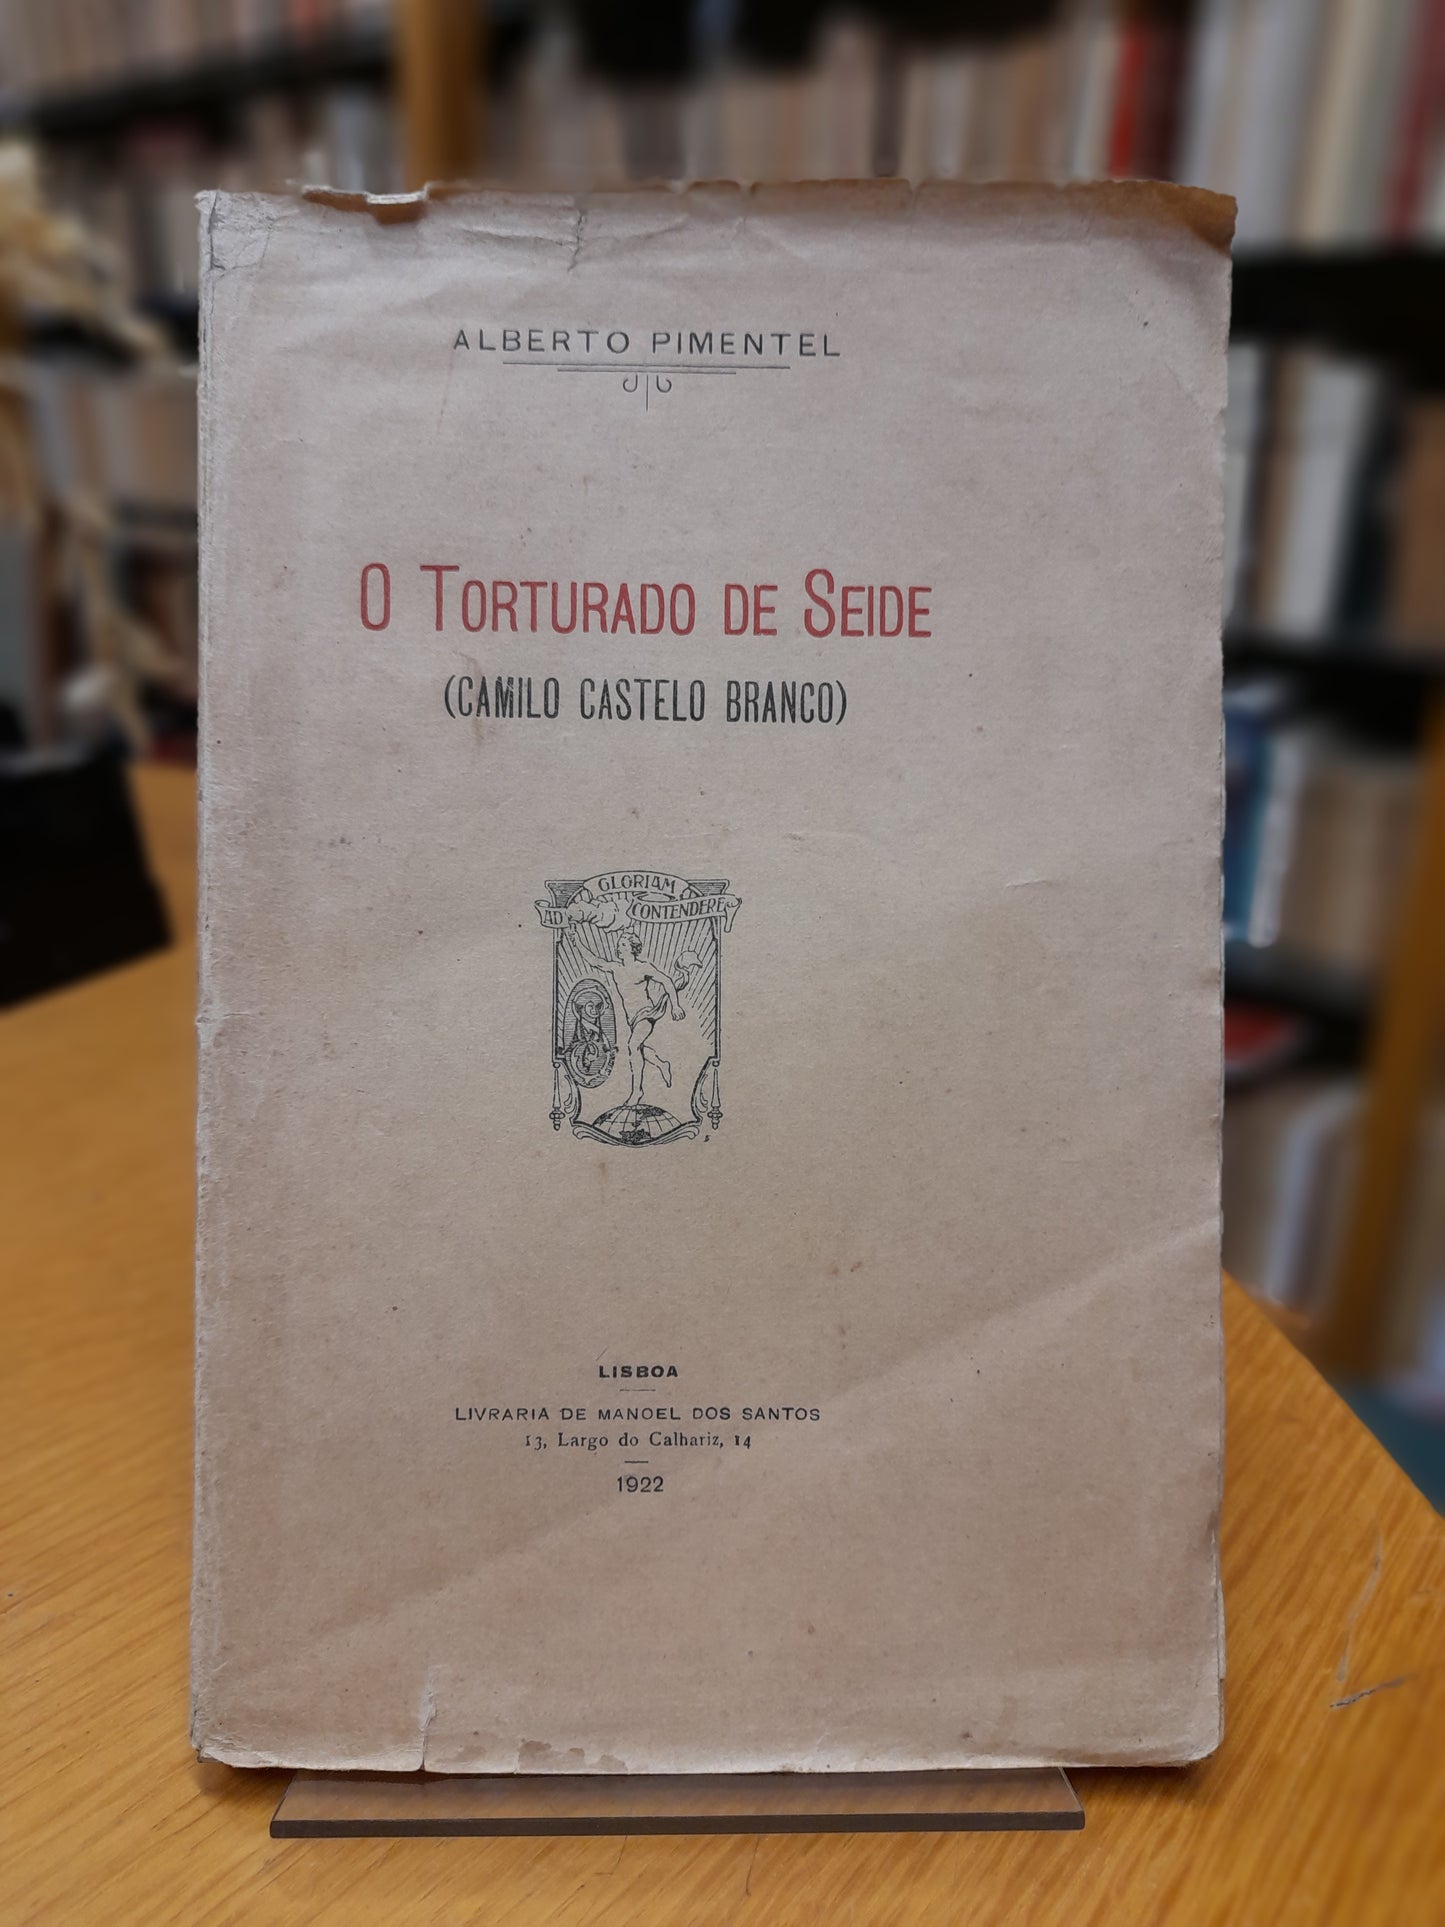 ALBERTO PIMENTEL
O TORTURADO DE SEIDE
(CAMILO CASTELO BRANCO)
GLORIAM
AD CONTENDERE
LISBOA
LIVRARIA DE MANOEL DOS SANTOS
13, Largo do Calhariz, 14
1922